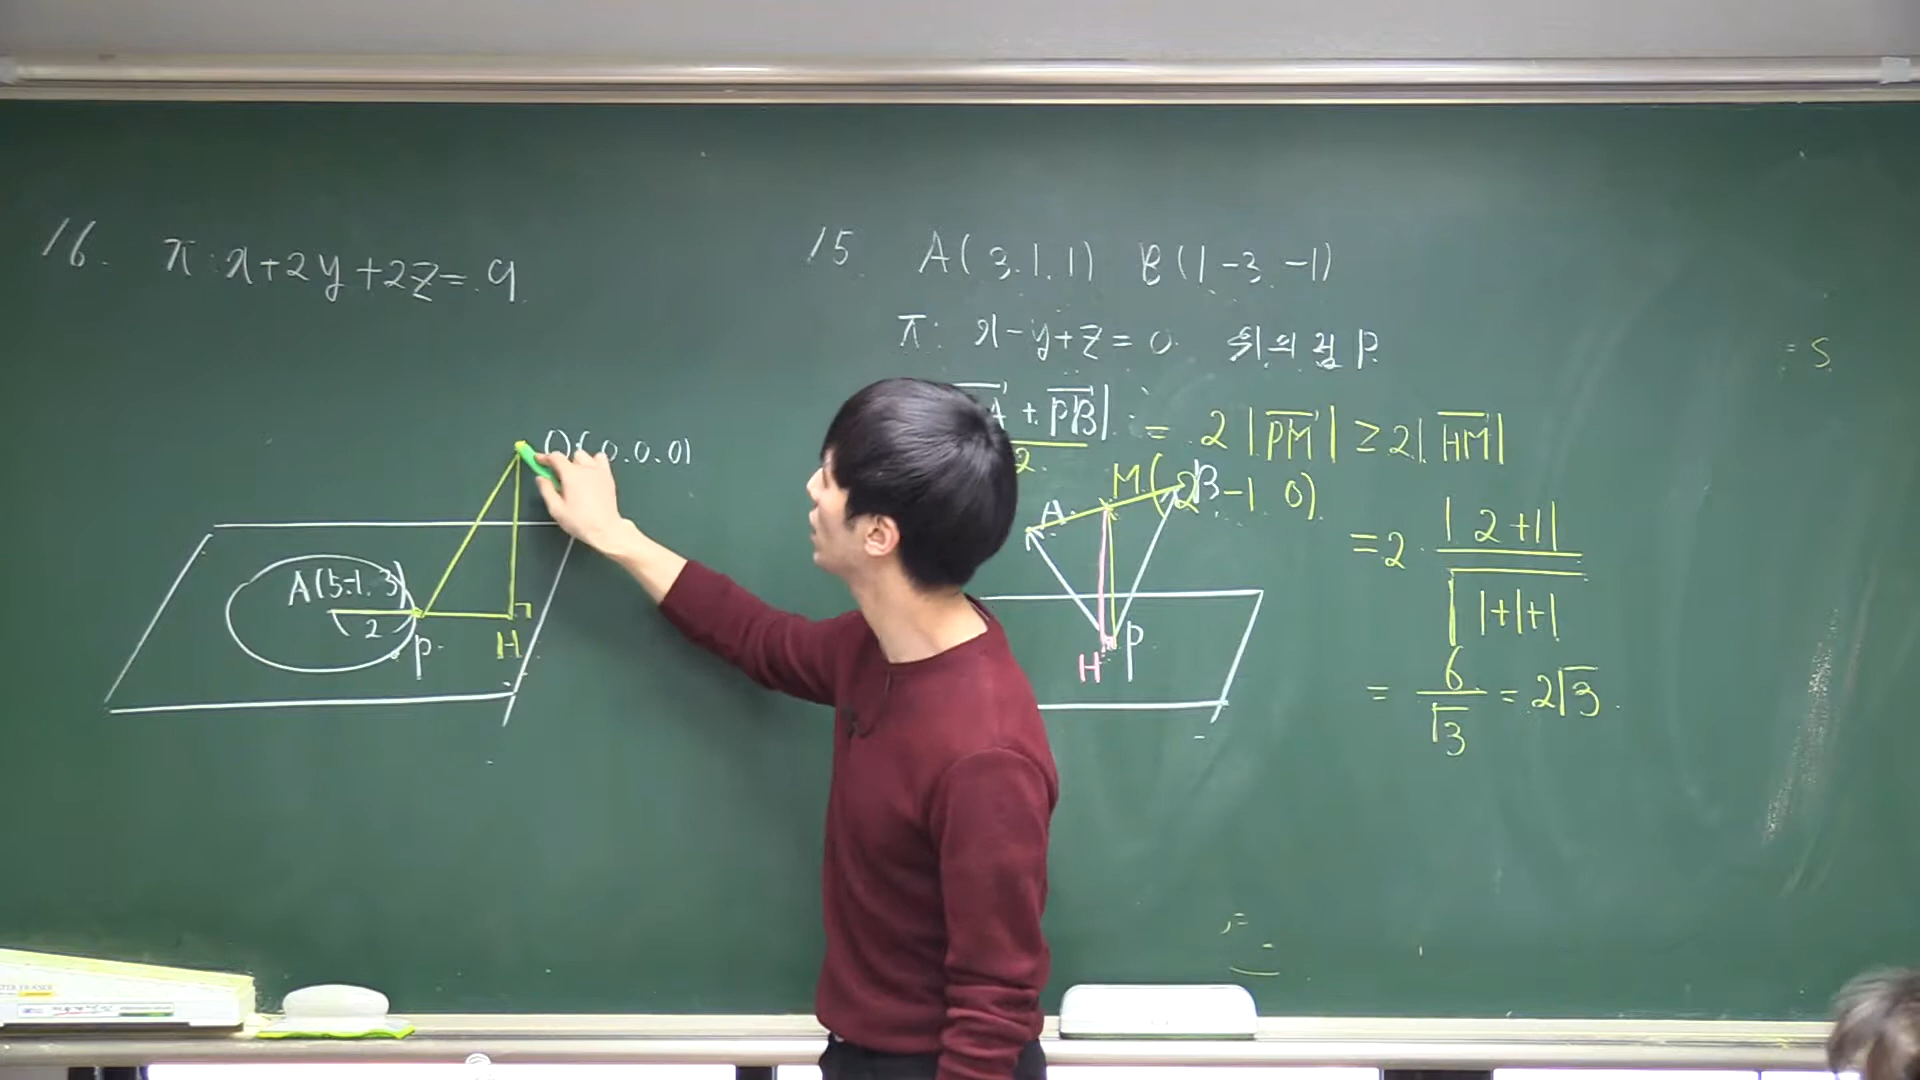 16. π: x+2y+2z=9
O(0.0.0)
A(5.-1.3)
2
P
H
15 A(3.1.1) B(1-3.-1)
π: x-y+z=0 위의 점 P.
A + PB| = 2|PM| ≥ 2|HM|
2
M(2 -1 0)
A
B
P
H
=2 · |2+1| / √1+1+1
= 6/√3 = 2√3
= 5